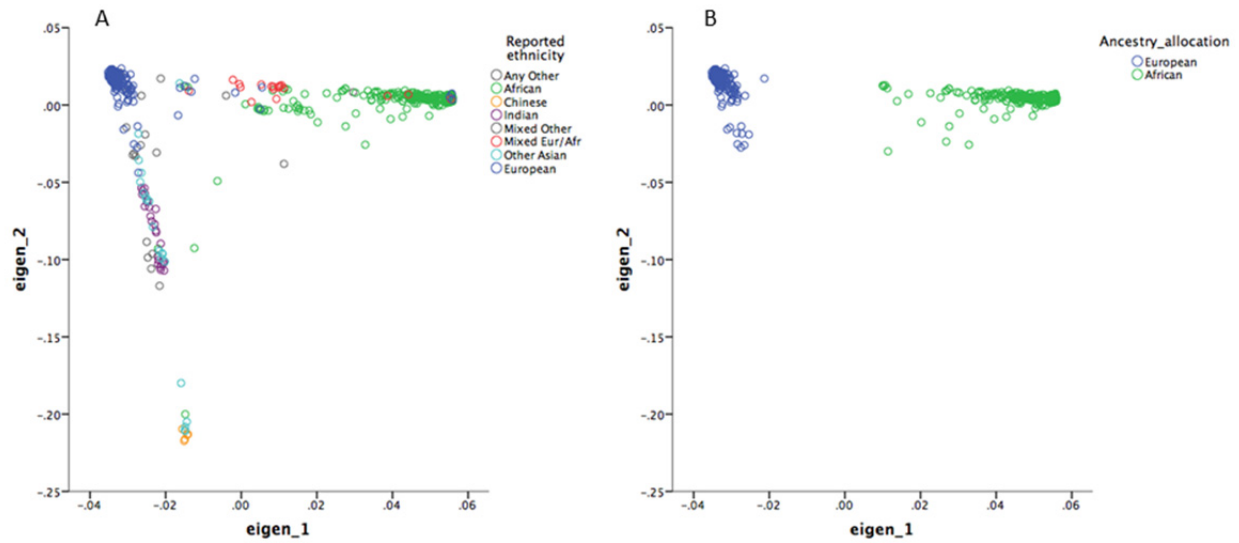 A
Reported
ethnicity
Any Other
African
Chinese
Indian
Mixed Other
Mixed Eur/Afr
Other Asian
European
.05
.00
-.05
-.10
-.15
-.20
-.25
eigen_2
-.04
-.02
.00
.02
.04
.06
eigen_1
B
Ancestry_allocation
European
African
.05
.00
-.05
-.10
-.15
-.20
-.25
eigen_2
-.04
-.02
.00
.02
.04
.06
eigen_1